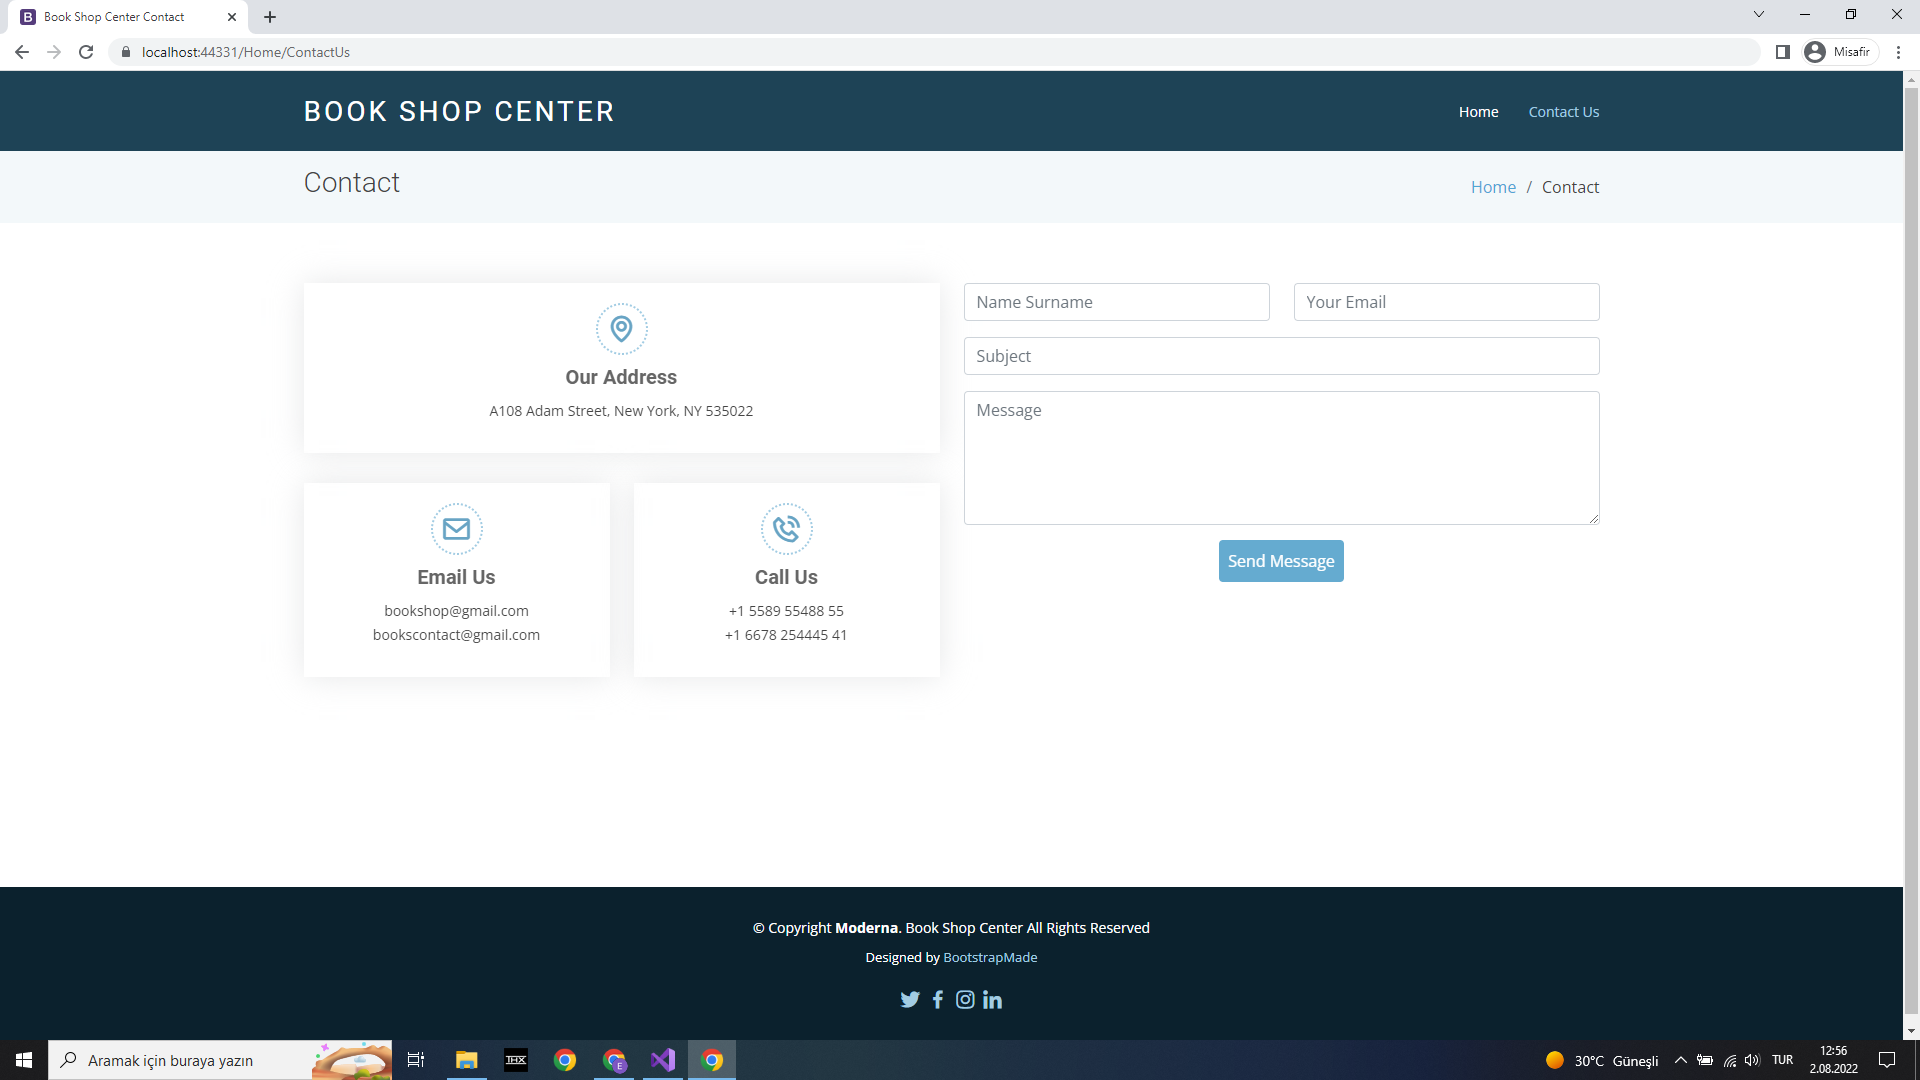 Book Shop Center Contact
localhost:44331/Home/ContactUs
Misafir
BOOK SHOP CENTER
Home
Contact Us
Contact
Home / Contact
Our Address
A108 Adam Street, New York, NY 535022
Name Surname
Your Email
Subject
Message
Send Message
Email Us
bookshop@gmail.com
bookscontact@gmail.com
Call Us
+1 5589 55488 55
+1 6678 254445 41
© Copyright Moderna. Book Shop Center All Rights Reserved
Designed by BootstrapMade
Aramak için buraya yazın
THX
E
30°C Güneşli
TUR
12:56
2.08.2022